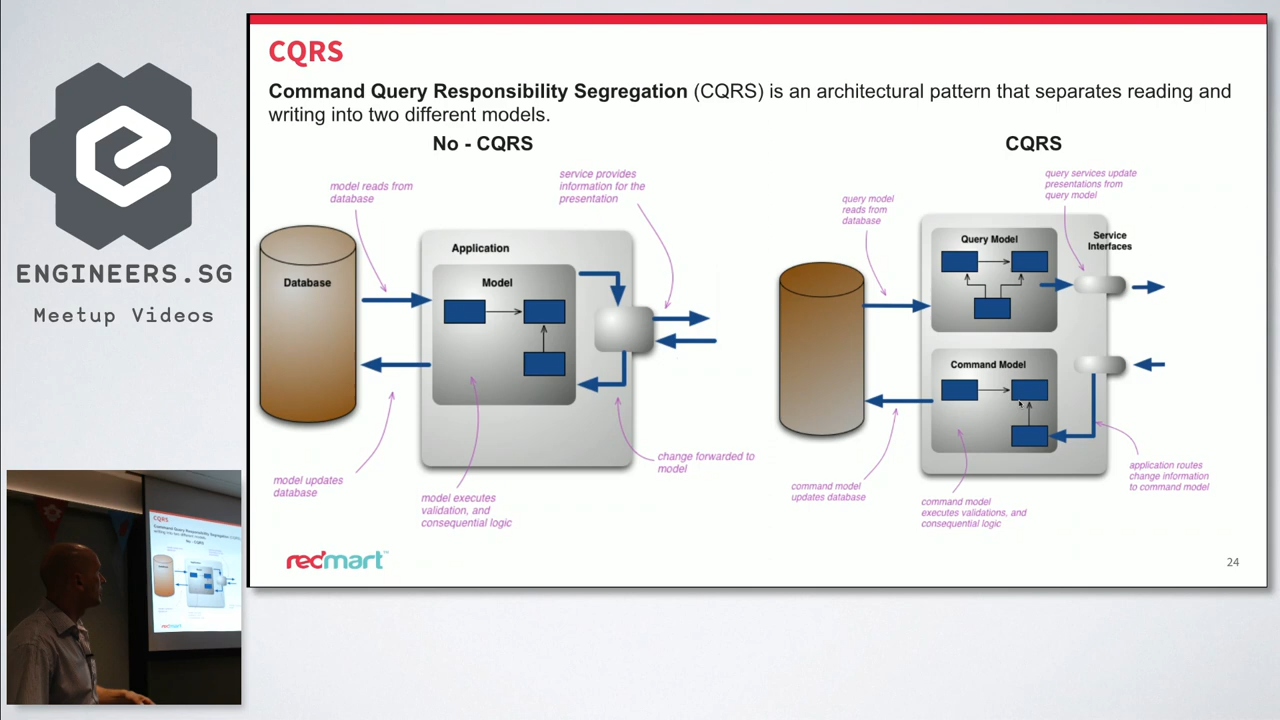 CQRS
Command Query Responsibility Segregation (CQRS) is an architectural pattern that separates reading and
writing into two different models.
No - CQRS
CQRS
model reads from
database
service provides
information for the
presentation
Database
Application
Model
model updates
database
model executes
validation, and
consequential logic
change forwarded to
model
query model
reads from
database
query services update
presentations from
query model
Query Model
Service
Interfaces
Command Model
command model
updates database
command model
executes validations, and
consequential logic
application routes
change information
to command model
redmart
24
ENGINEERS.SG
Meetup Videos
CQRS
No - CQRS
redmart